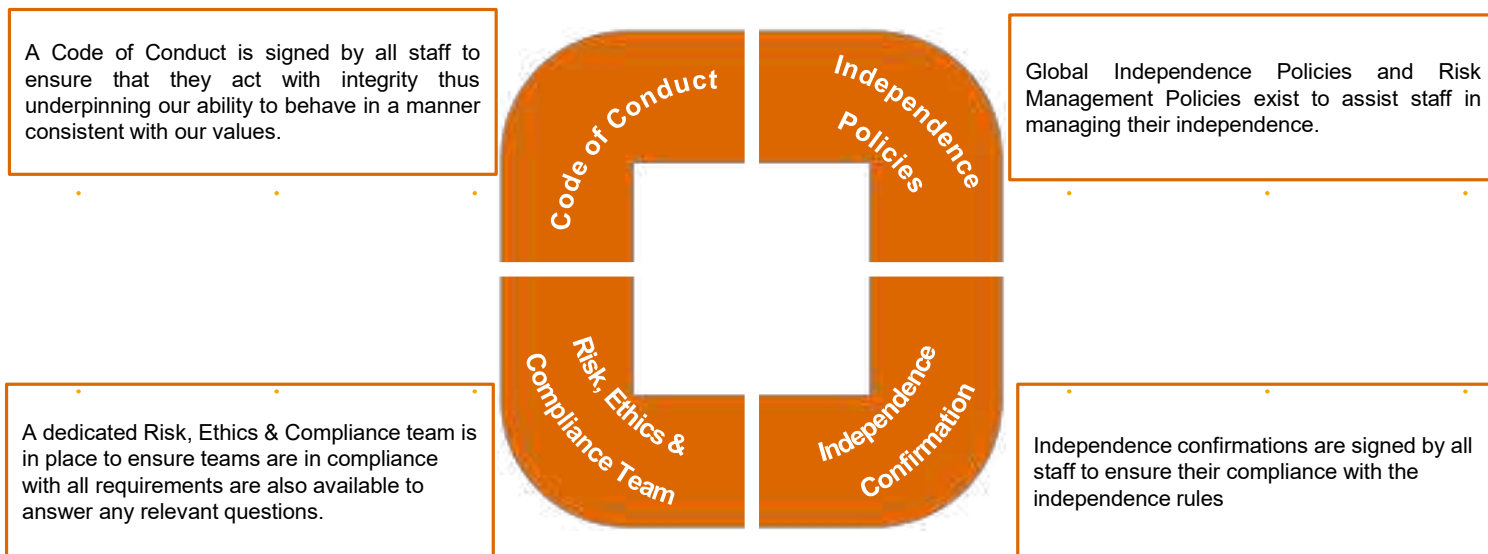 A Code of Conduct is signed by all staff to
ensure that they act with integrity thus
underpinning our ability to behave in a manner
consistent with our values.
Code of Conduct
Independence
Policies
Global Independence Policies and Risk
Management Policies exist to assist staff in
managing their independence.
A dedicated Risk, Ethics & Compliance team is
in place to ensure teams are in compliance
with all requirements are also available to
answer any relevant questions.
Risk, Ethics &
Compliance Team
Independence
Confirmation
Independence confirmations are signed by all
staff to ensure their compliance with the
independence rules